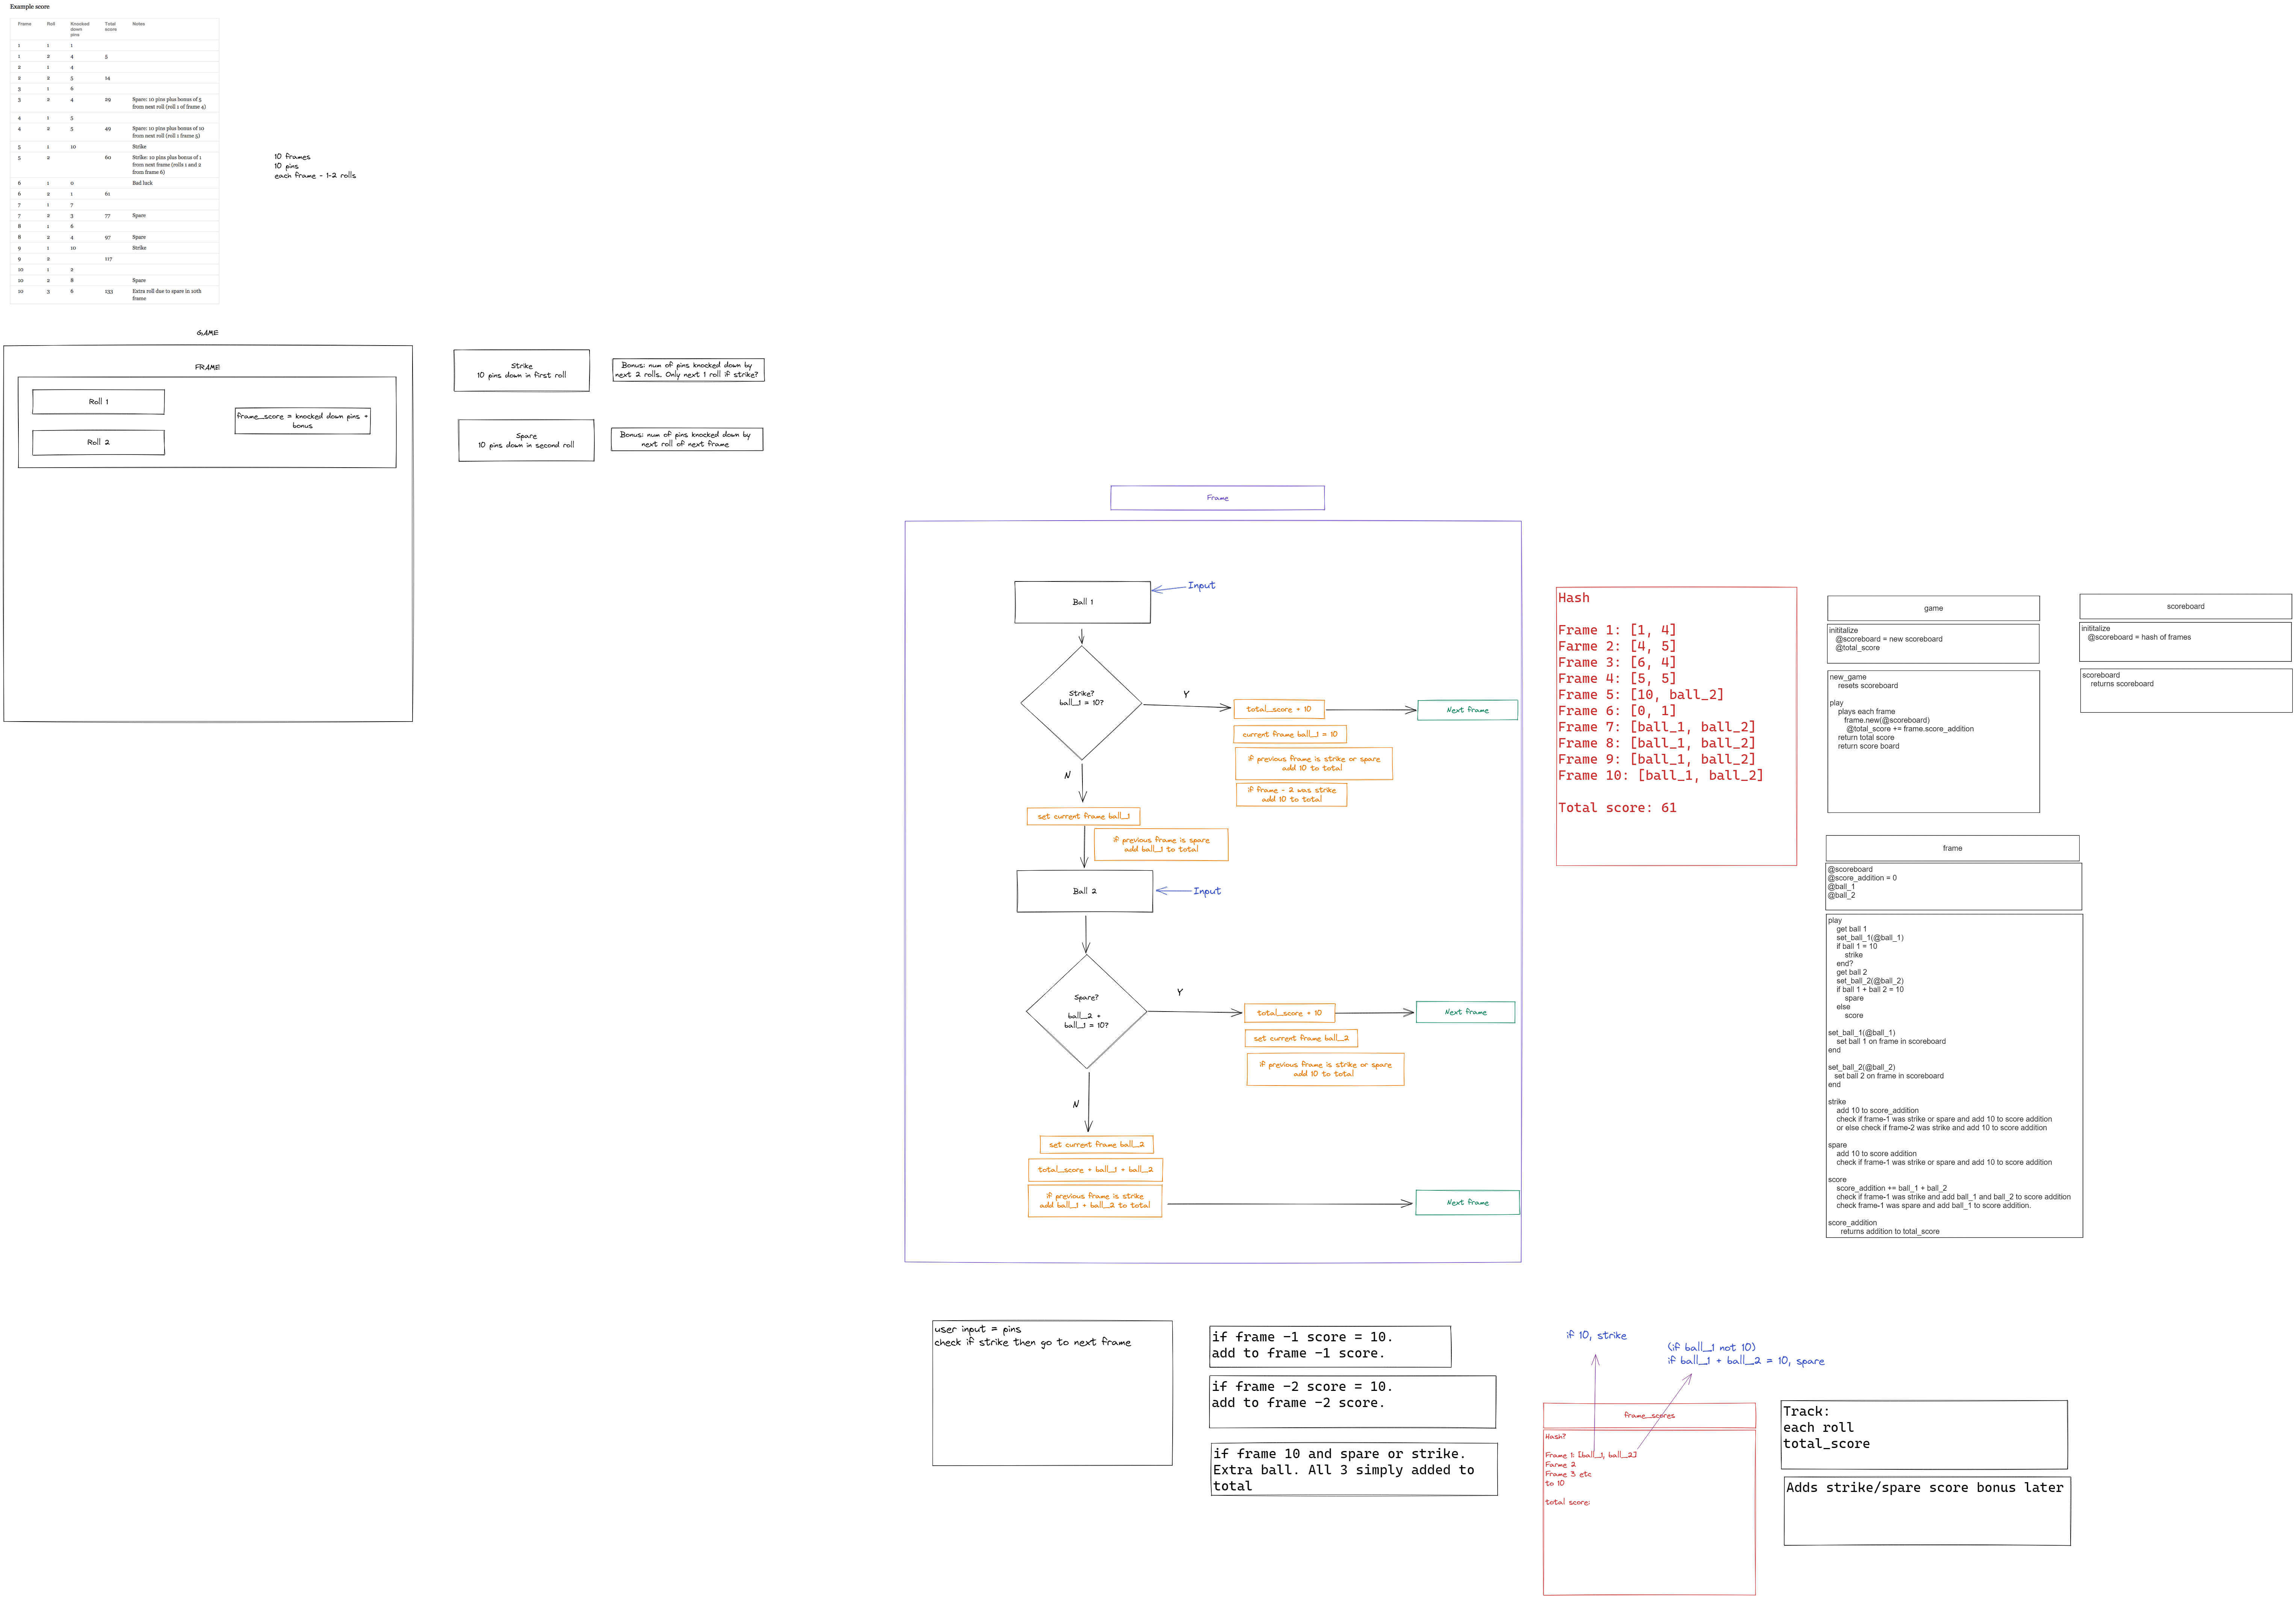 Example score
Frame Roll Knocked down pins Total score Notes
1 1 1
1 2 4 5
2 1 4
2 2 5 14
3 1 6
3 2 4 29 Spare: 10 pins plus bonus of 5
from next roll (roll 1 of frame 4)
4 1 5
4 2 5 49 Spare: 10 pins plus bonus of 10
from next roll (roll 1 frame 5)
5 1 10 Strike
5 2 60 Strike: 10 pins plus bonus of 1
from next frame (rolls 1 and 2
from frame 6)
6 1 0 Bad luck
6 2 1 61
7 1 7
7 2 3 77 Spare
8 1 6
8 2 4 97 Spare
9 1 10 Strike
9 2 117
10 1 2
10 2 8 Spare
10 3 6 133 Extra roll due to spare in 10th
frame
10 frames
10 pins
each frame - 1-2 rolls
GAME
FRAME
Roll 1
Roll 2
frame_score = knocked down pins +
bonus
Strike
10 pins down in first roll
Bonus: num of pins knocked down by
next 2 rolls. Only next 1 roll if strike?
Spare
10 pins down in second roll
Bonus: num of pins knocked down by
next roll of next frame
Frame
Ball 1
Input
Strike?
ball_1 = 10?
Y
total_score + 10
Next frame
current frame ball_1 = 10
if previous frame is strike or spare
add 10 to total
if frame - 2 was strike
add 10 to total
N
set current frame ball_1
if previous frame is spare
add ball_1 to total
Ball 2
Input
Spare?
ball_2 +
ball_1 = 10?
Y
total_score + 10
Next frame
set current frame ball_2
if previous frame is strike or spare
add 10 to total
N
set current frame ball_2
total_score + ball_1 + ball_2
if previous frame is strike
add ball_1 + ball_2 to total
Next frame
Hash
Frame 1: [1, 4]
Farme 2: [4, 5]
Frame 3: [6, 4]
Frame 4: [5, 5]
Frame 5: [10, ball_2]
Frame 6: [0, 1]
Frame 7: [ball_1, ball_2]
Frame 8: [ball_1, ball_2]
Frame 9: [ball_1, ball_2]
Frame 10: [ball_1, ball_2]
Total score: 61
game
inititalize
@scoreboard = new scoreboard
@total_score
new_game
resets scoreboard
play
plays each frame
frame.new(@scoreboard)
@total_score += frame.score_addition
return total score
return score board
scoreboard
inititalize
@scoreboard = hash of frames
scoreboard
returns scoreboard
frame
@scoreboard
@score_addition = 0
@ball_1
@ball_2
play
get ball 1
set_ball_1(@ball_1)
if ball 1 = 10
strike
end?
get ball 2
set_ball_2(@ball_2)
if ball 1 + ball 2 = 10
spare
else
score
set_ball_1(@ball_1)
set ball 1 on frame in scoreboard
end
set_ball_2(@ball_2)
set ball 2 on frame in scoreboard
end
strike
add 10 to score_addition
check if frame-1 was strike or spare and add 10 to score addition
or else check if frame-2 was strike and add 10 to score addition
spare
add 10 to score addition
check if frame-1 was strike or spare and add 10 to score addition
score
score_addition += ball_1 + ball_2
check if frame-1 was strike and add ball_1 and ball_2 to score addition
check frame-1 was spare and add ball_1 to score addition.
score_addition
returns addition to total_score
user input = pins
check if strike then go to next frame
if frame -1 score = 10.
add to frame -1 score.
if frame -2 score = 10.
add to frame -2 score.
if frame 10 and spare or strike.
Extra ball. All 3 simply added to
total
if 10, strike
(if ball_1 not 10)
if ball_1 + ball_2 = 10, spare
frame_scores
Hash?
Frame 1: [ball_1, ball_2]
Farme 2
Frame 3 etc
to 10
total score:
Track:
each roll
total_score
Adds strike/spare score bonus later